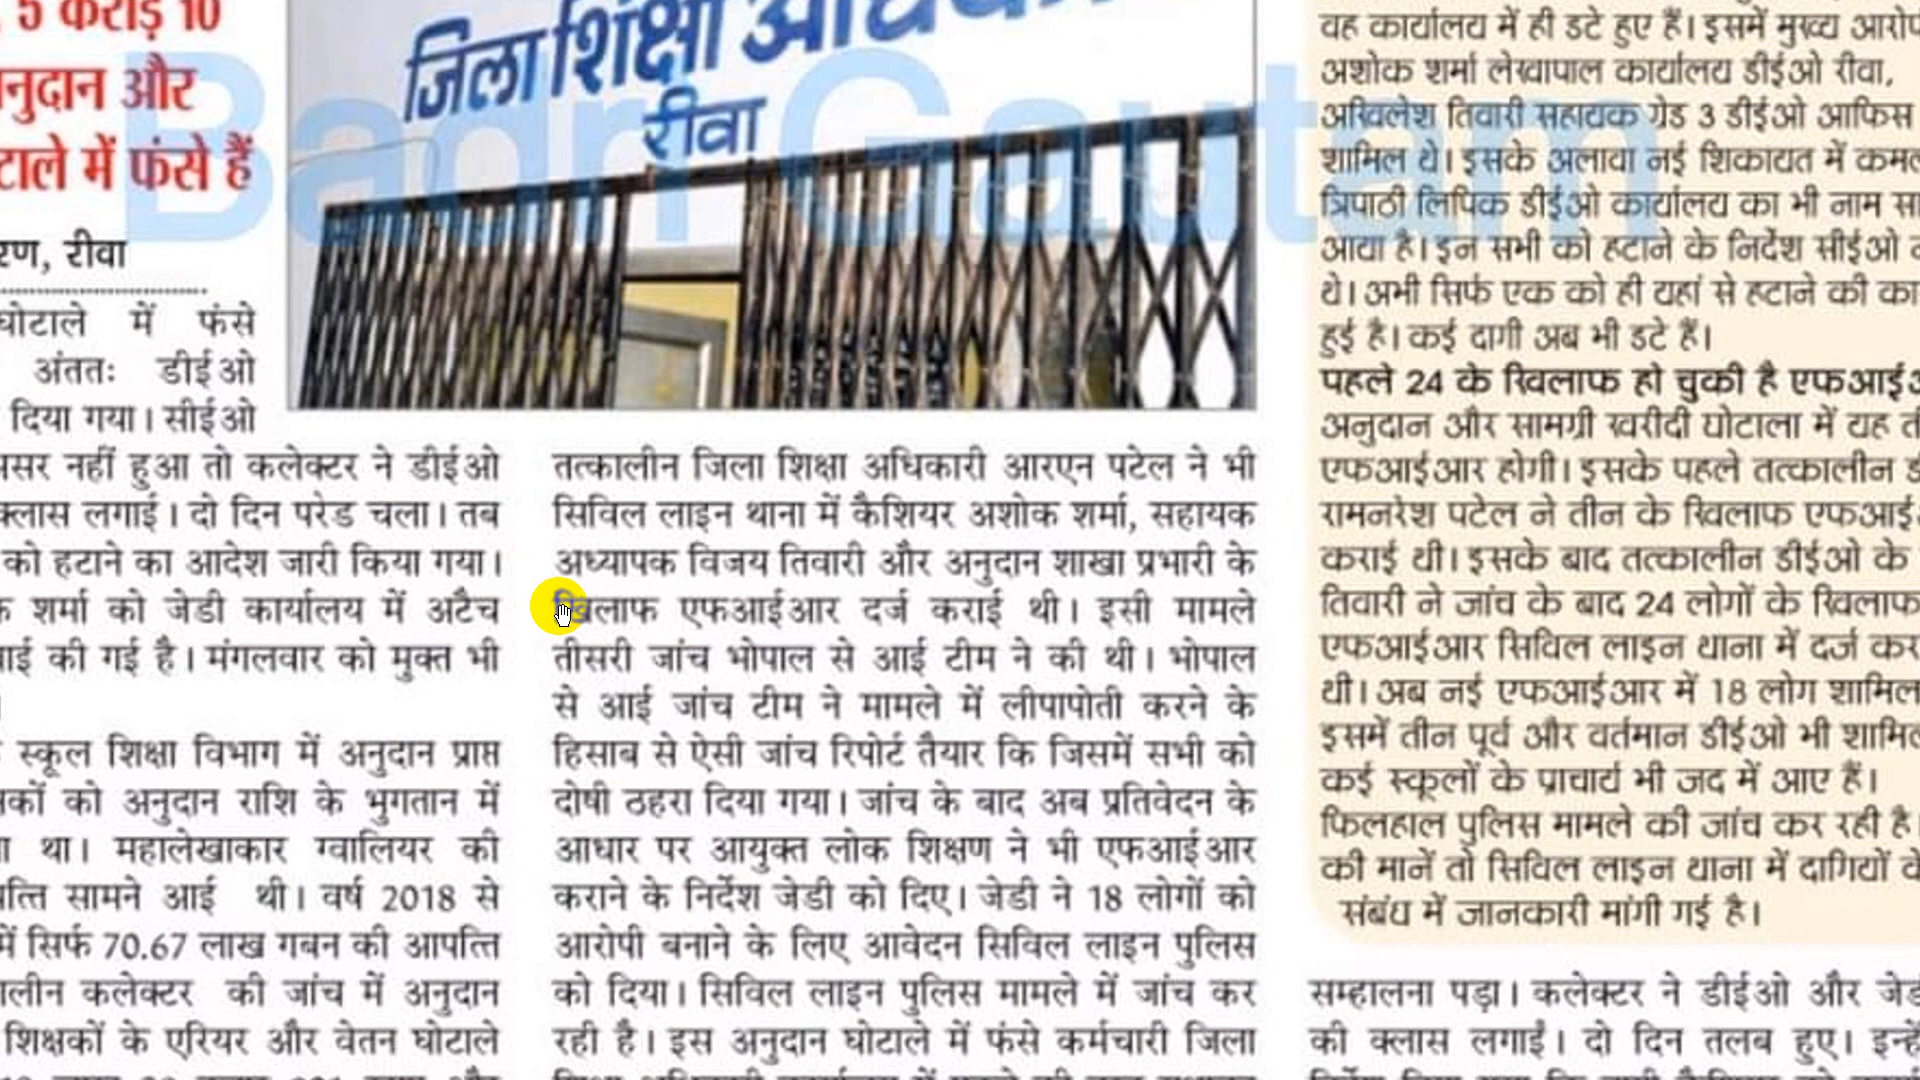 , 5 करोड़ 10
नुदान और
टाले में फंसे हैं
रण, रीवा
घोटाले में फंसे
अंततः डीईओ
दिया गया। सीईओ
सर नहीं हुआ तो कलेक्टर ने डीईओ
क्लास लगाई। दो दिन परेड चला। तब
को हटाने का आदेश जारी किया गया।
शर्मा को जेडी कार्यालय में अटैच
ाई की गई है। मंगलवार को मुक्त भी
स्कूल शिक्षा विभाग में अनुदान प्राप्त
कों को अनुदान राशि के भुगतान में
था। महालेखाकार ग्वालियर की
त्ति सामने आई थी। वर्ष 2018 से
में सिर्फ 70.67 लाख गबन की आपत्ति
लीन कलेक्टर की जांच में अनुदान
शिक्षकों के एरियर और वेतन घोटाले
जिला शिक्षा
रीवा
Badri Gautam
तत्कालीन जिला शिक्षा अधिकारी आरएन पटेल ने भी
सिविल लाइन थाना में कैशियर अशोक शर्मा, सहायक
अध्यापक विजय तिवारी और अनुदान शाखा प्रभारी के
खिलाफ एफआईआर दर्ज कराई थी। इसी मामले
तीसरी जांच भोपाल से आई टीम ने की थी। भोपाल
से आई जांच टीम ने मामले में लीपापोती करने के
हिसाब से ऐसी जांच रिपोर्ट तैयार कि जिसमें सभी को
दोषी ठहरा दिया गया। जांच के बाद अब प्रतिवेदन के
आधार पर आयुक्त लोक शिक्षण ने भी एफआईआर
कराने के निर्देश जेडी को दिए। जेडी ने 18 लोगों को
आरोपी बनाने के लिए आवेदन सिविल लाइन पुलिस
को दिया। सिविल लाइन पुलिस मामले में जांच कर
रही है। इस अनुदान घोटाले में फंसे कर्मचारी जिला
वह कार्यालय में ही डटे हुए हैं। इसमें मुख्य आरोप
अशोक शर्मा लेखापाल कार्यालय डीईओ रीवा,
अखिलेश तिवारी सहायक ग्रेड 3 डीईओ आफिस
शामिल थे। इसके अलावा नई शिकायत में कमल
त्रिपाठी लिपिक डीईओ कार्यालय का भी नाम सा
आया है। इन सभी को हटाने के निर्देश सीईओ
थे। अभी सिर्फ एक को ही यहां से हटाने की का
हुई है। कई दागी अब भी डटे हैं।
पहले 24 के खिलाफ हो चुकी है एफआईअ
अनुदान और सामग्री खरीदी घोटाला में यह ती
एफआईआर होगी। इसके पहले तत्कालीन डी
रामनरेश पटेल ने तीन के खिलाफ एफआई
कराई थी। इसके बाद तत्कालीन डीईओ के
तिवारी ने जांच के बाद 24 लोगों के खिलाफ
एफआईआर सिविल लाइन थाना में दर्ज कर
थी। अब नई एफआईआर में 18 लोग शामिल
इसमें तीन पूर्व और वर्तमान डीईओ भी शामिल
कई स्कूलों के प्राचार्य भी जद में आए हैं।
फिलहाल पुलिस मामले की जांच कर रही है।
की मानें तो सिविल लाइन थाना में दागियों के
संबंध में जानकारी मांगी गई है।
सम्हालना पड़ा। कलेक्टर ने डीईओ और जेडी
की क्लास लगाई। दो दिन तलब हुए। इन्हें